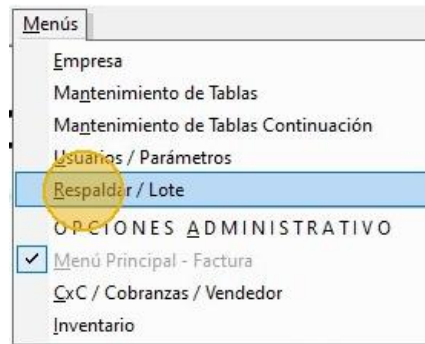 Menús
Empresa
Mantenimiento de Tablas
Mantenimiento de Tablas Continuación
Usuarios / Parámetros
Respaldar / Lote
OPCIONES ADMINISTRATIVO
Menú Principal - Factura
CxC / Cobranzas / Vendedor
Inventario